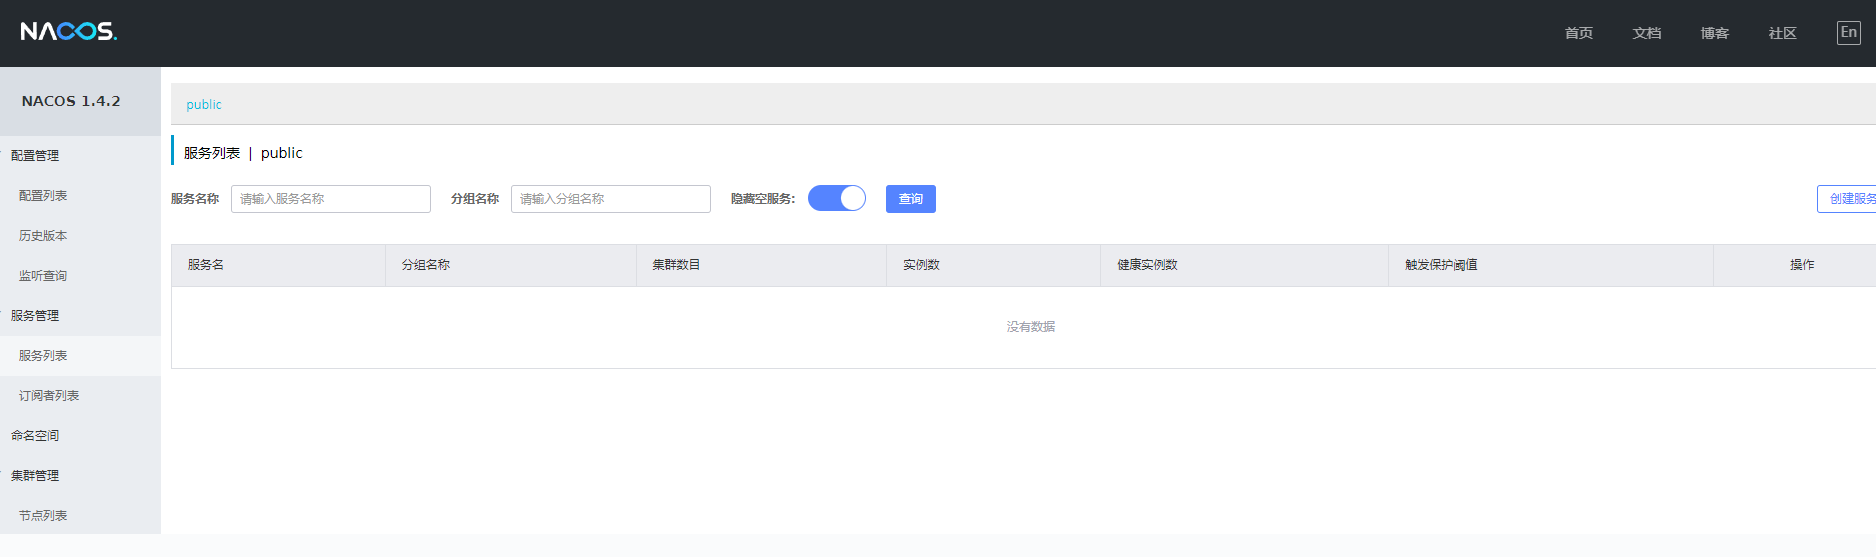 NACOS.
首页 文档 博客 社区 En
NACOS 1.4.2
配置管理
配置列表
历史版本
监听查询
服务管理
服务列表
订阅者列表
命名空间
集群管理
节点列表
public
服务列表 | public
服务名称 请输入服务名称 分组名称 请输入分组名称 隐藏空服务: 查询 创建服务
服务名 分组名称 集群数目 实例数 健康实例数 触发保护阈值 操作
没有数据